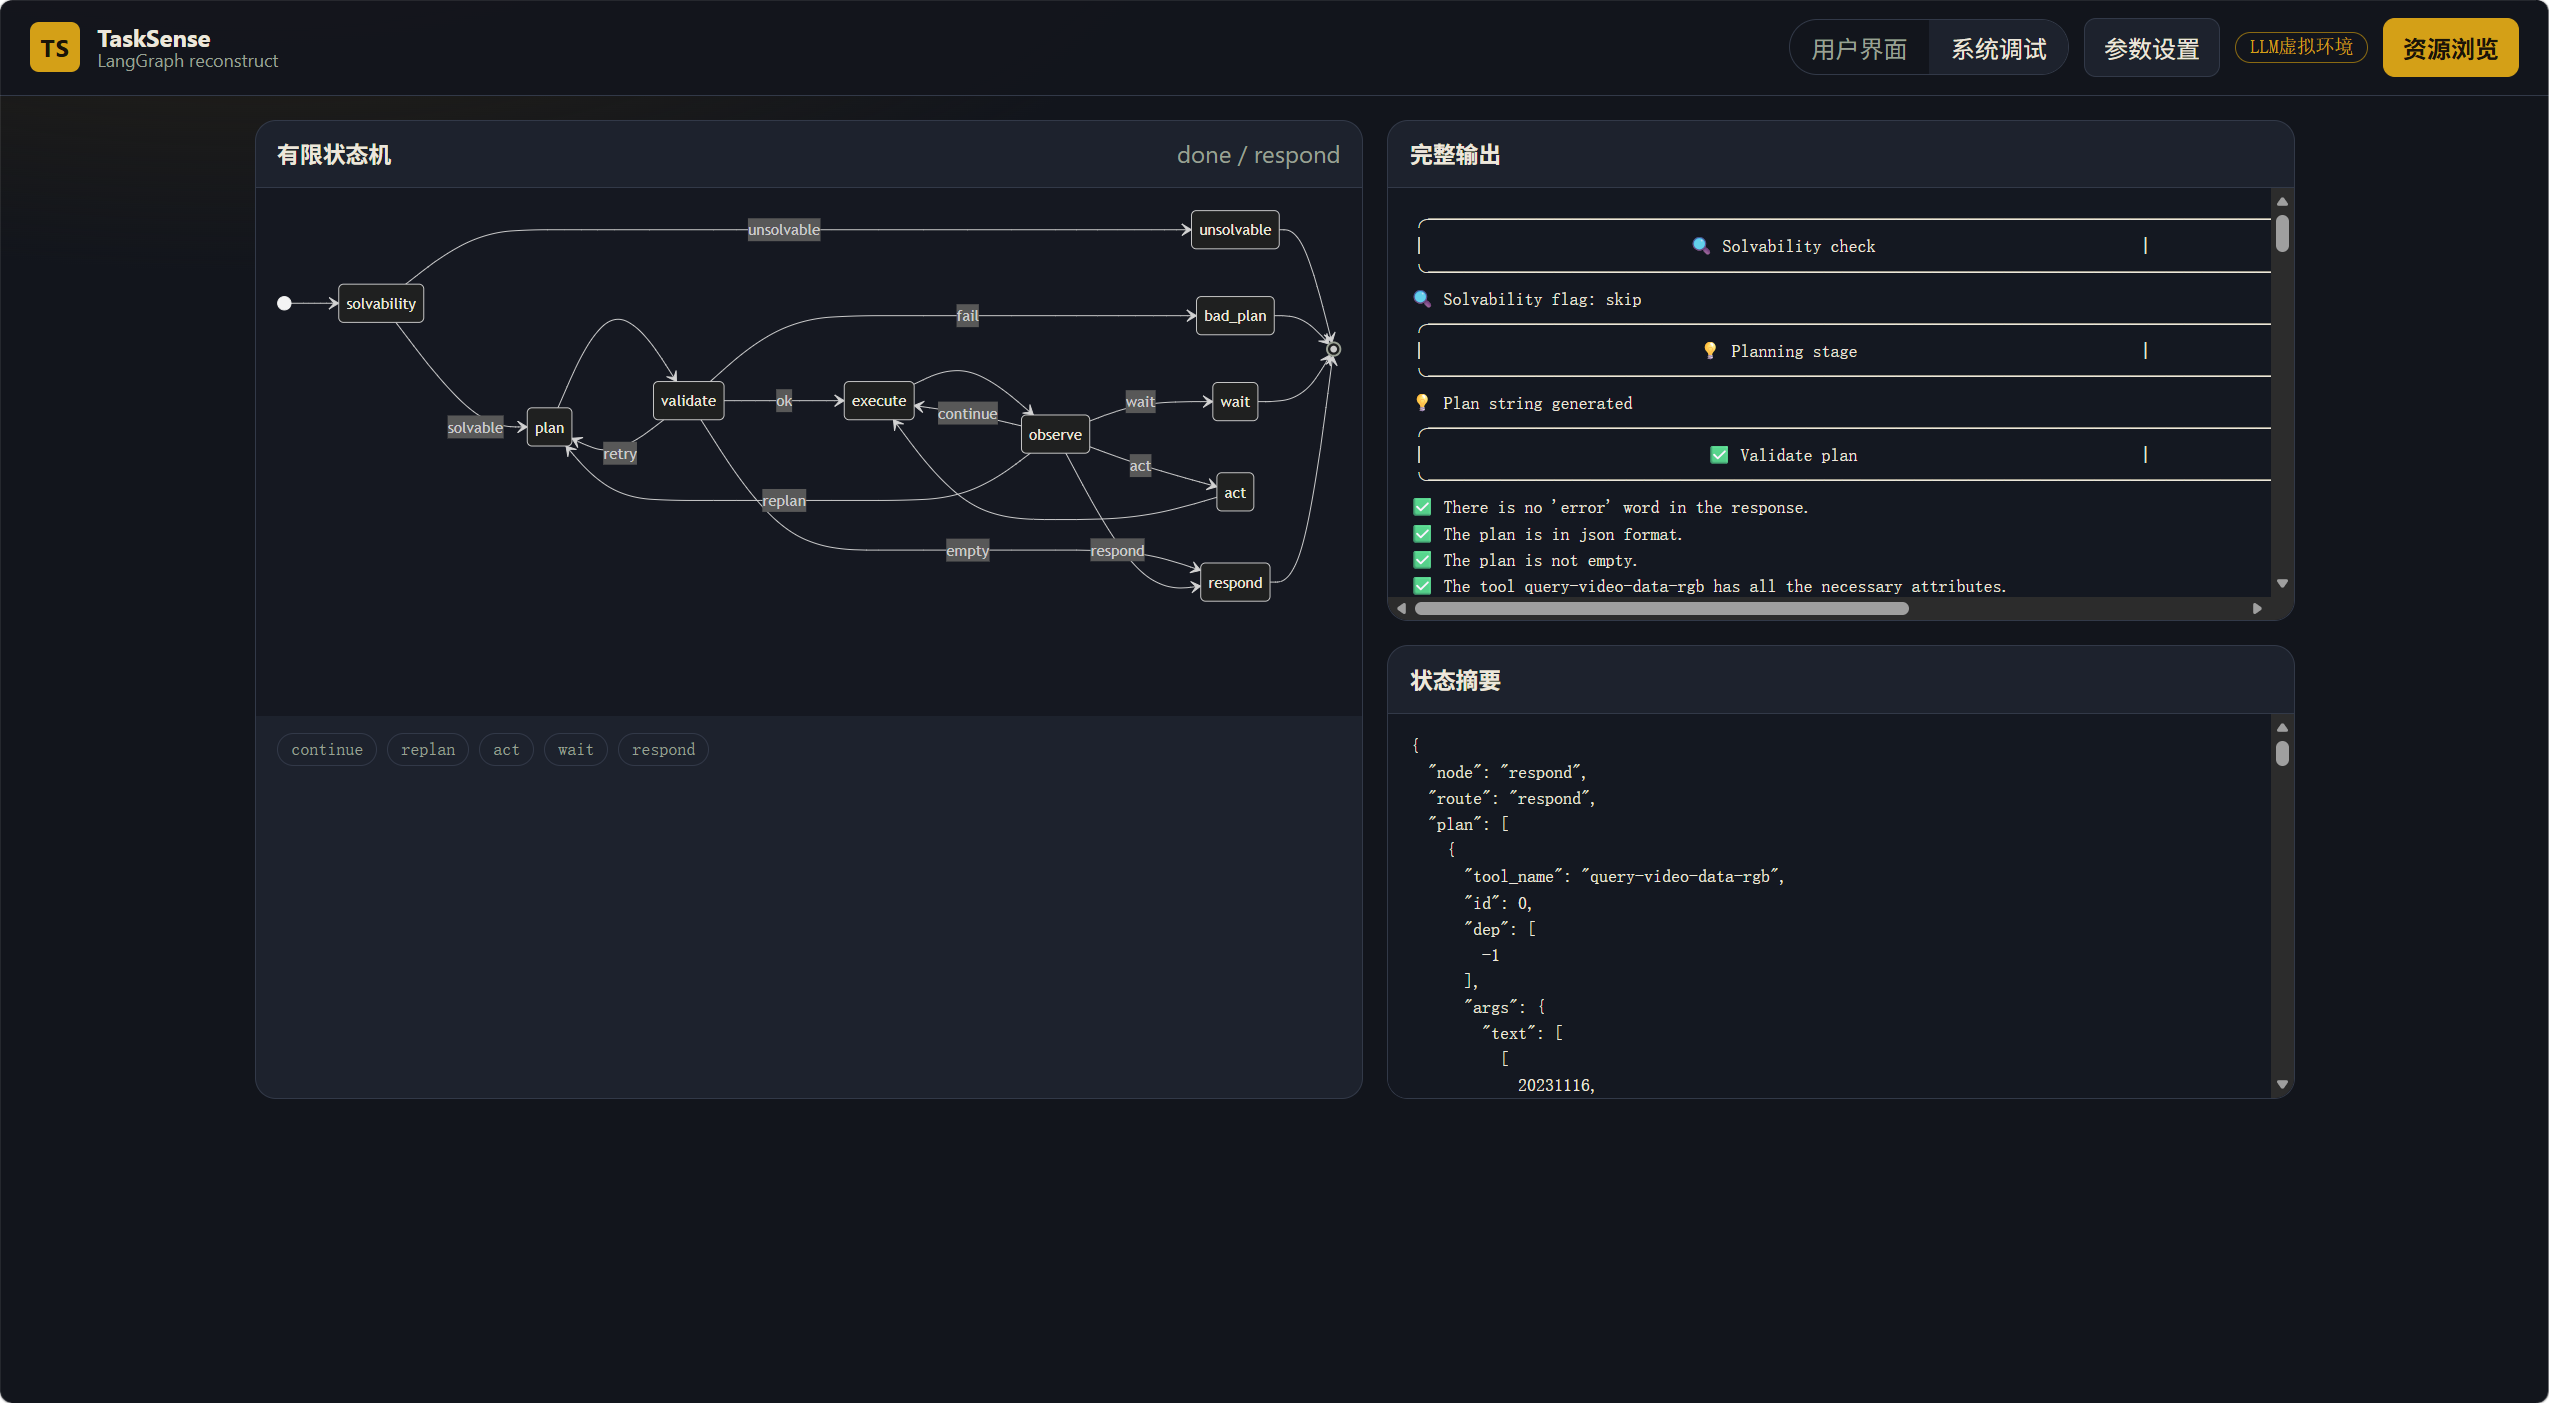 TS
TaskSense
LangGraph reconstruct
用户界面
系统调试
参数设置
LLM虚拟环境
资源浏览
有限状态机
done / respond
unsolvable
unsolvable
solvability
fail
bad_plan
validate
ok
execute
continue
wait
wait
solvable
plan
retry
observe
act
act
replan
empty
respond
respond
continue
replan
act
wait
respond
完整输出
🔍 Solvability check
🔍 Solvability flag: skip
💡 Planning stage
💡 Plan string generated
✅ Validate plan
✅ There is no 'error' word in the response.
✅ The plan is in json format.
✅ The plan is not empty.
✅ The tool query-video-data-rgb has all the necessary attributes.
状态摘要
{
"node": "respond",
"route": "respond",
"plan": [
{
"tool_name": "query-video-data-rgb",
"id": 0,
"dep": [
-1
],
"args": {
"text": [
[
20231116,